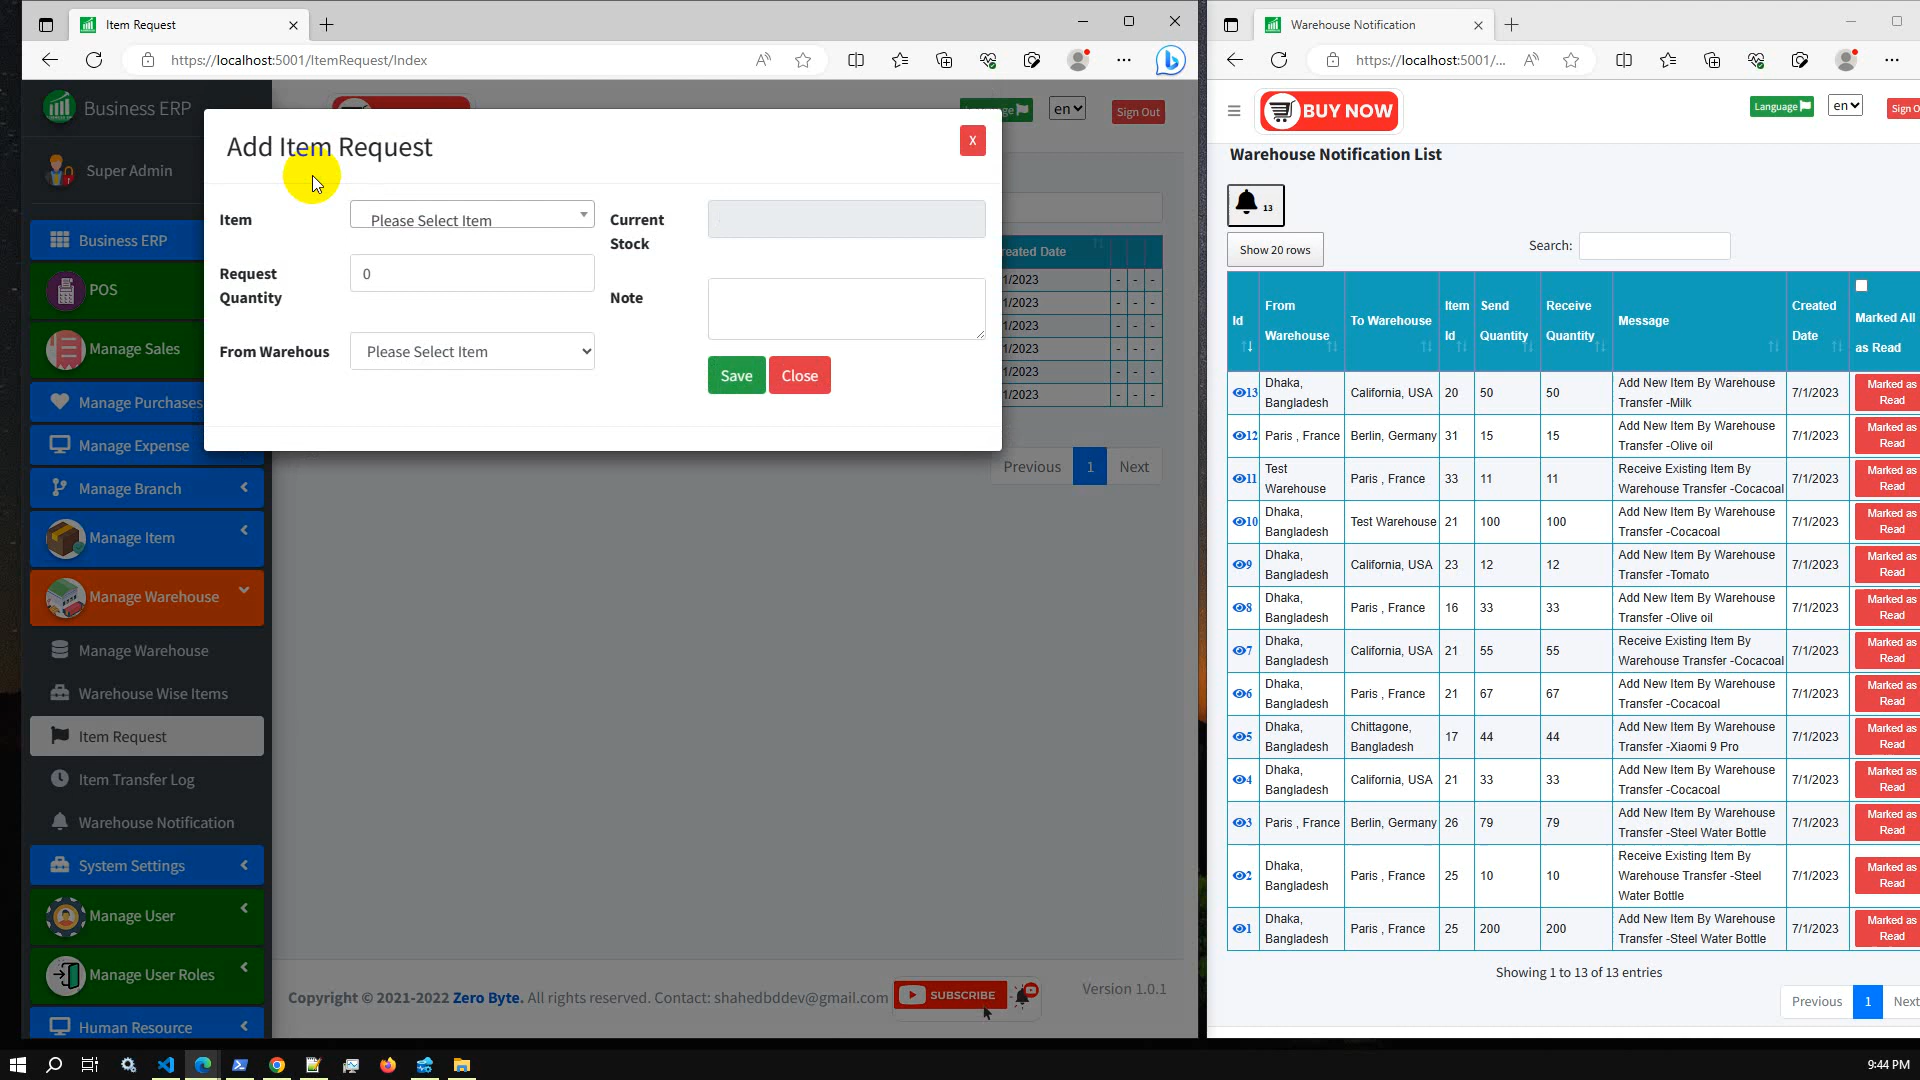 Item Request
https://localhost:5001/ItemRequest/Index
Business ERP
Super Admin
Business ERP
POS
Manage Sales
Manage Purchases
Manage Expense
Manage Branch
Manage Item
Manage Warehouse
Manage Warehouse
Warehouse Wise Items
Item Request
Item Transfer Log
Warehouse Notification
System Settings
Manage User
Manage User Roles
Human Resource
en
Sign Out
Add Item Request
X
Item
Please Select Item
Current
Stock
Request
Quantity
0
Note
From Warehous
Please Select Item
Save
Close
reated Date
1/2023
- - -
1/2023
- - -
1/2023
- - -
1/2023
- - -
1/2023
- - -
1/2023
- - -
Previous
1
Next
Copyright © 2021-2022 Zero Byte. All rights reserved. Contact: shahedbddev@gmail.com
SUBSCRIBE
Version 1.0.1
Warehouse Notification
https://localhost:5001/...
BUY NOW
Language
en
Sign O
Warehouse Notification List
13
Show 20 rows
Search:
Id
From
Warehouse
To Warehouse
Item
Id
Send
Quantity
Receive
Quantity
Message
Created
Date
Marked All
as Read
13 Dhaka, Bangladesh California, USA 20 50 50 Add New Item By Warehouse Transfer -Milk 7/1/2023 Marked as Read
12 Paris , France Berlin, Germany 31 15 15 Add New Item By Warehouse Transfer -Olive oil 7/1/2023 Marked as Read
11 Test Warehouse Paris , France 33 11 11 Receive Existing Item By Warehouse Transfer -Cocacoal 7/1/2023 Marked as Read
10 Dhaka, Bangladesh Test Warehouse 21 100 100 Add New Item By Warehouse Transfer -Cocacoal 7/1/2023 Marked as Read
9 Dhaka, Bangladesh California, USA 23 12 12 Add New Item By Warehouse Transfer -Tomato 7/1/2023 Marked as Read
8 Dhaka, Bangladesh Paris , France 16 33 33 Add New Item By Warehouse Transfer -Olive oil 7/1/2023 Marked as Read
7 Dhaka, Bangladesh California, USA 21 55 55 Receive Existing Item By Warehouse Transfer -Cocacoal 7/1/2023 Marked as Read
6 Dhaka, Bangladesh Paris , France 21 67 67 Add New Item By Warehouse Transfer -Cocacoal 7/1/2023 Marked as Read
5 Dhaka, Bangladesh Chittagone, Bangladesh 17 44 44 Add New Item By Warehouse Transfer -Xiaomi 9 Pro 7/1/2023 Marked as Read
4 Dhaka, Bangladesh California, USA 21 33 33 Add New Item By Warehouse Transfer -Cocacoal 7/1/2023 Marked as Read
3 Paris , France Berlin, Germany 26 79 79 Add New Item By Warehouse Transfer -Steel Water Bottle 7/1/2023 Marked as Read
2 Dhaka, Bangladesh Paris , France 25 10 10 Receive Existing Item By Warehouse Transfer -Steel Water Bottle 7/1/2023 Marked as Read
1 Dhaka, Bangladesh Paris , France 25 200 200 Add New Item By Warehouse Transfer -Steel Water Bottle 7/1/2023 Marked as Read
Showing 1 to 13 of 13 entries
Previous
1
Next
9:44 PM